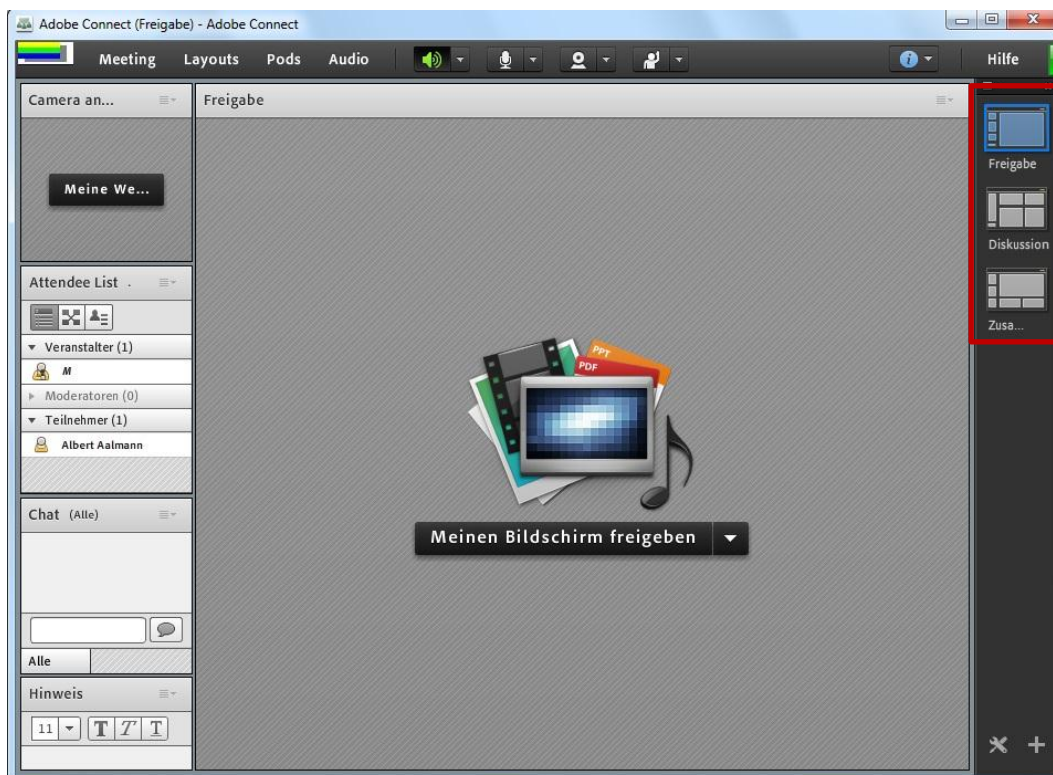 Adobe Connect (Freigabe) - Adobe Connect
Meeting Layouts Pods Audio Hilfe
Camera an...
Meine We...
Attendee List .
Veranstalter (1)
M
Moderatoren (0)
Teilnehmer (1)
Albert Aalmann
Chat (Alle)
Alle
Hinweis
11 T T T
Freigabe
PPT
PDF
Meinen Bildschirm freigeben
Freigabe
Diskussion
Zusa...